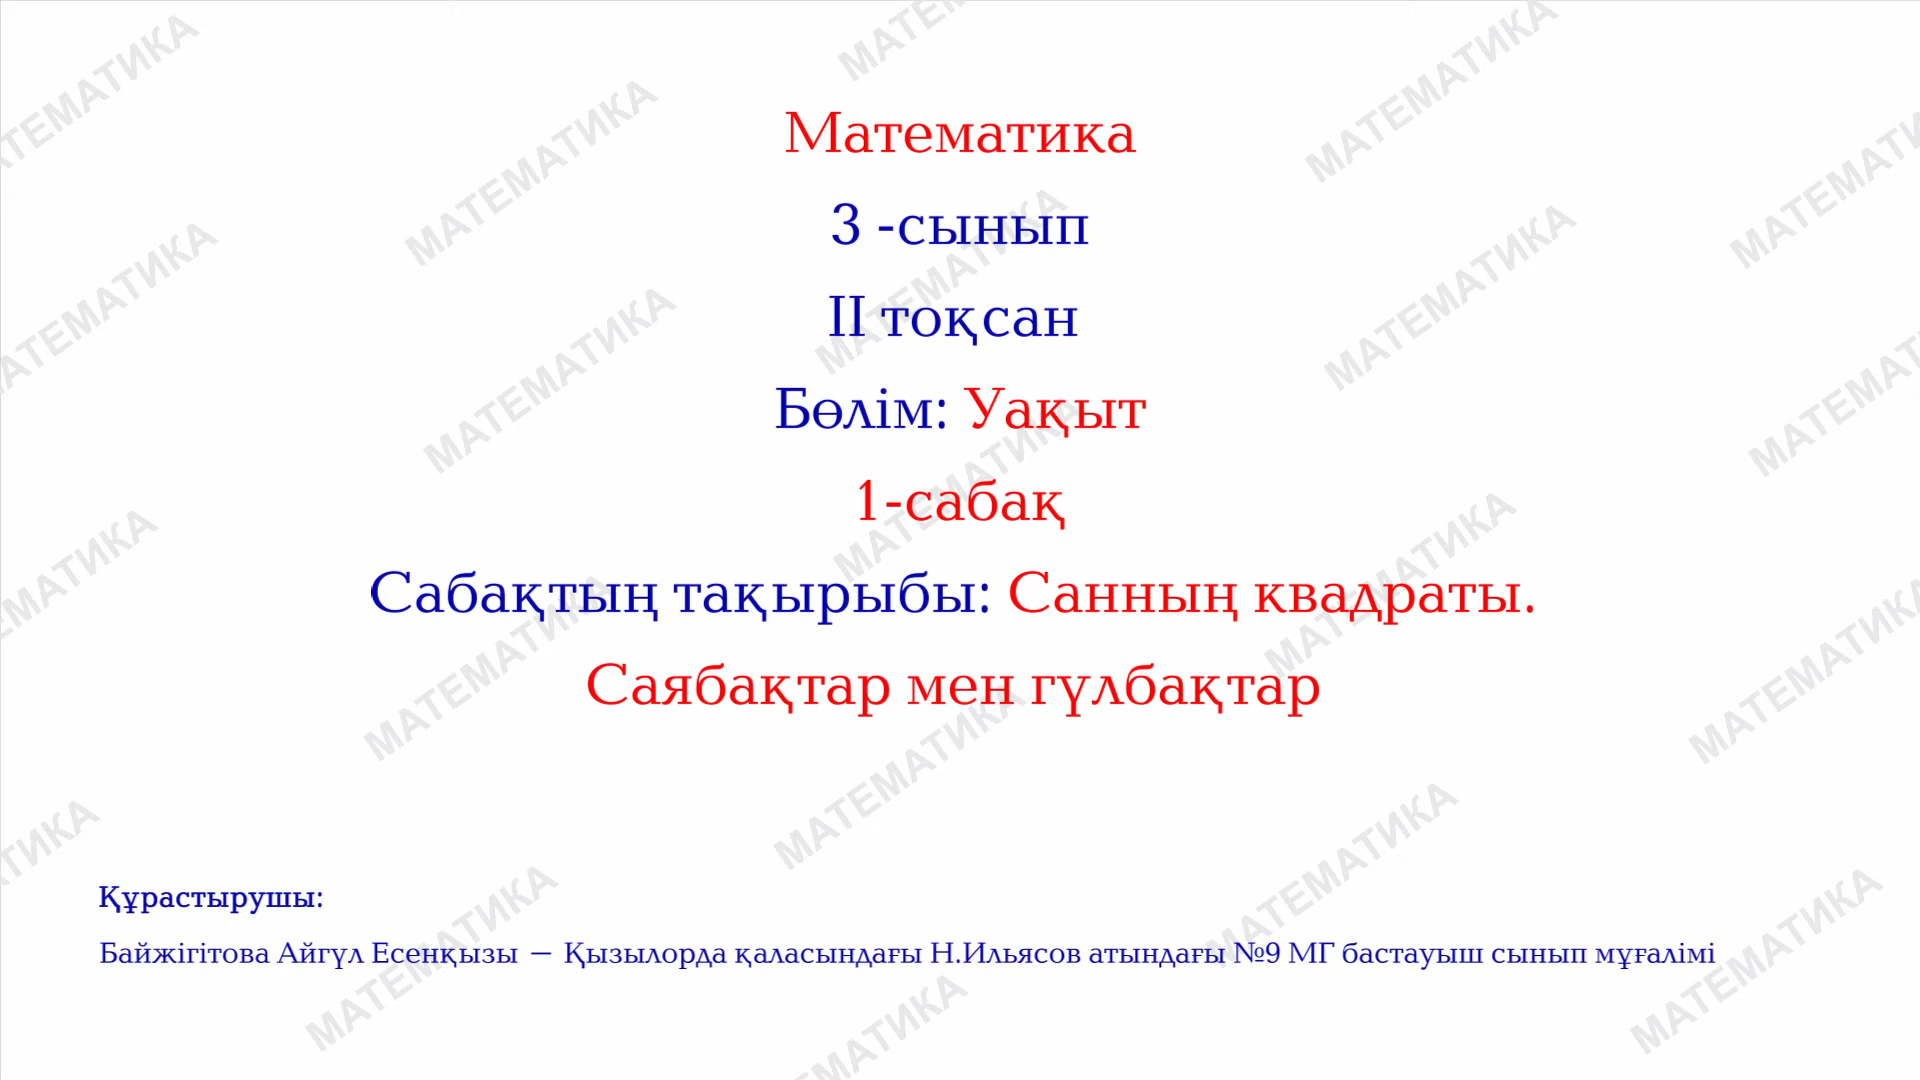 Математика
3 -сынып
II тоқсан
Бөлім: Уақыт
1-сабақ
Сабақтың тақырыбы: Санның квадраты.
Саябақтар мен гүлбақтар
Құрастырушы:
Байжігітова Айгүл Есенқызы — Қызылорда қаласындағы Н.Ильясов атындағы №9 МГ бастауыш сынып мұғалімі